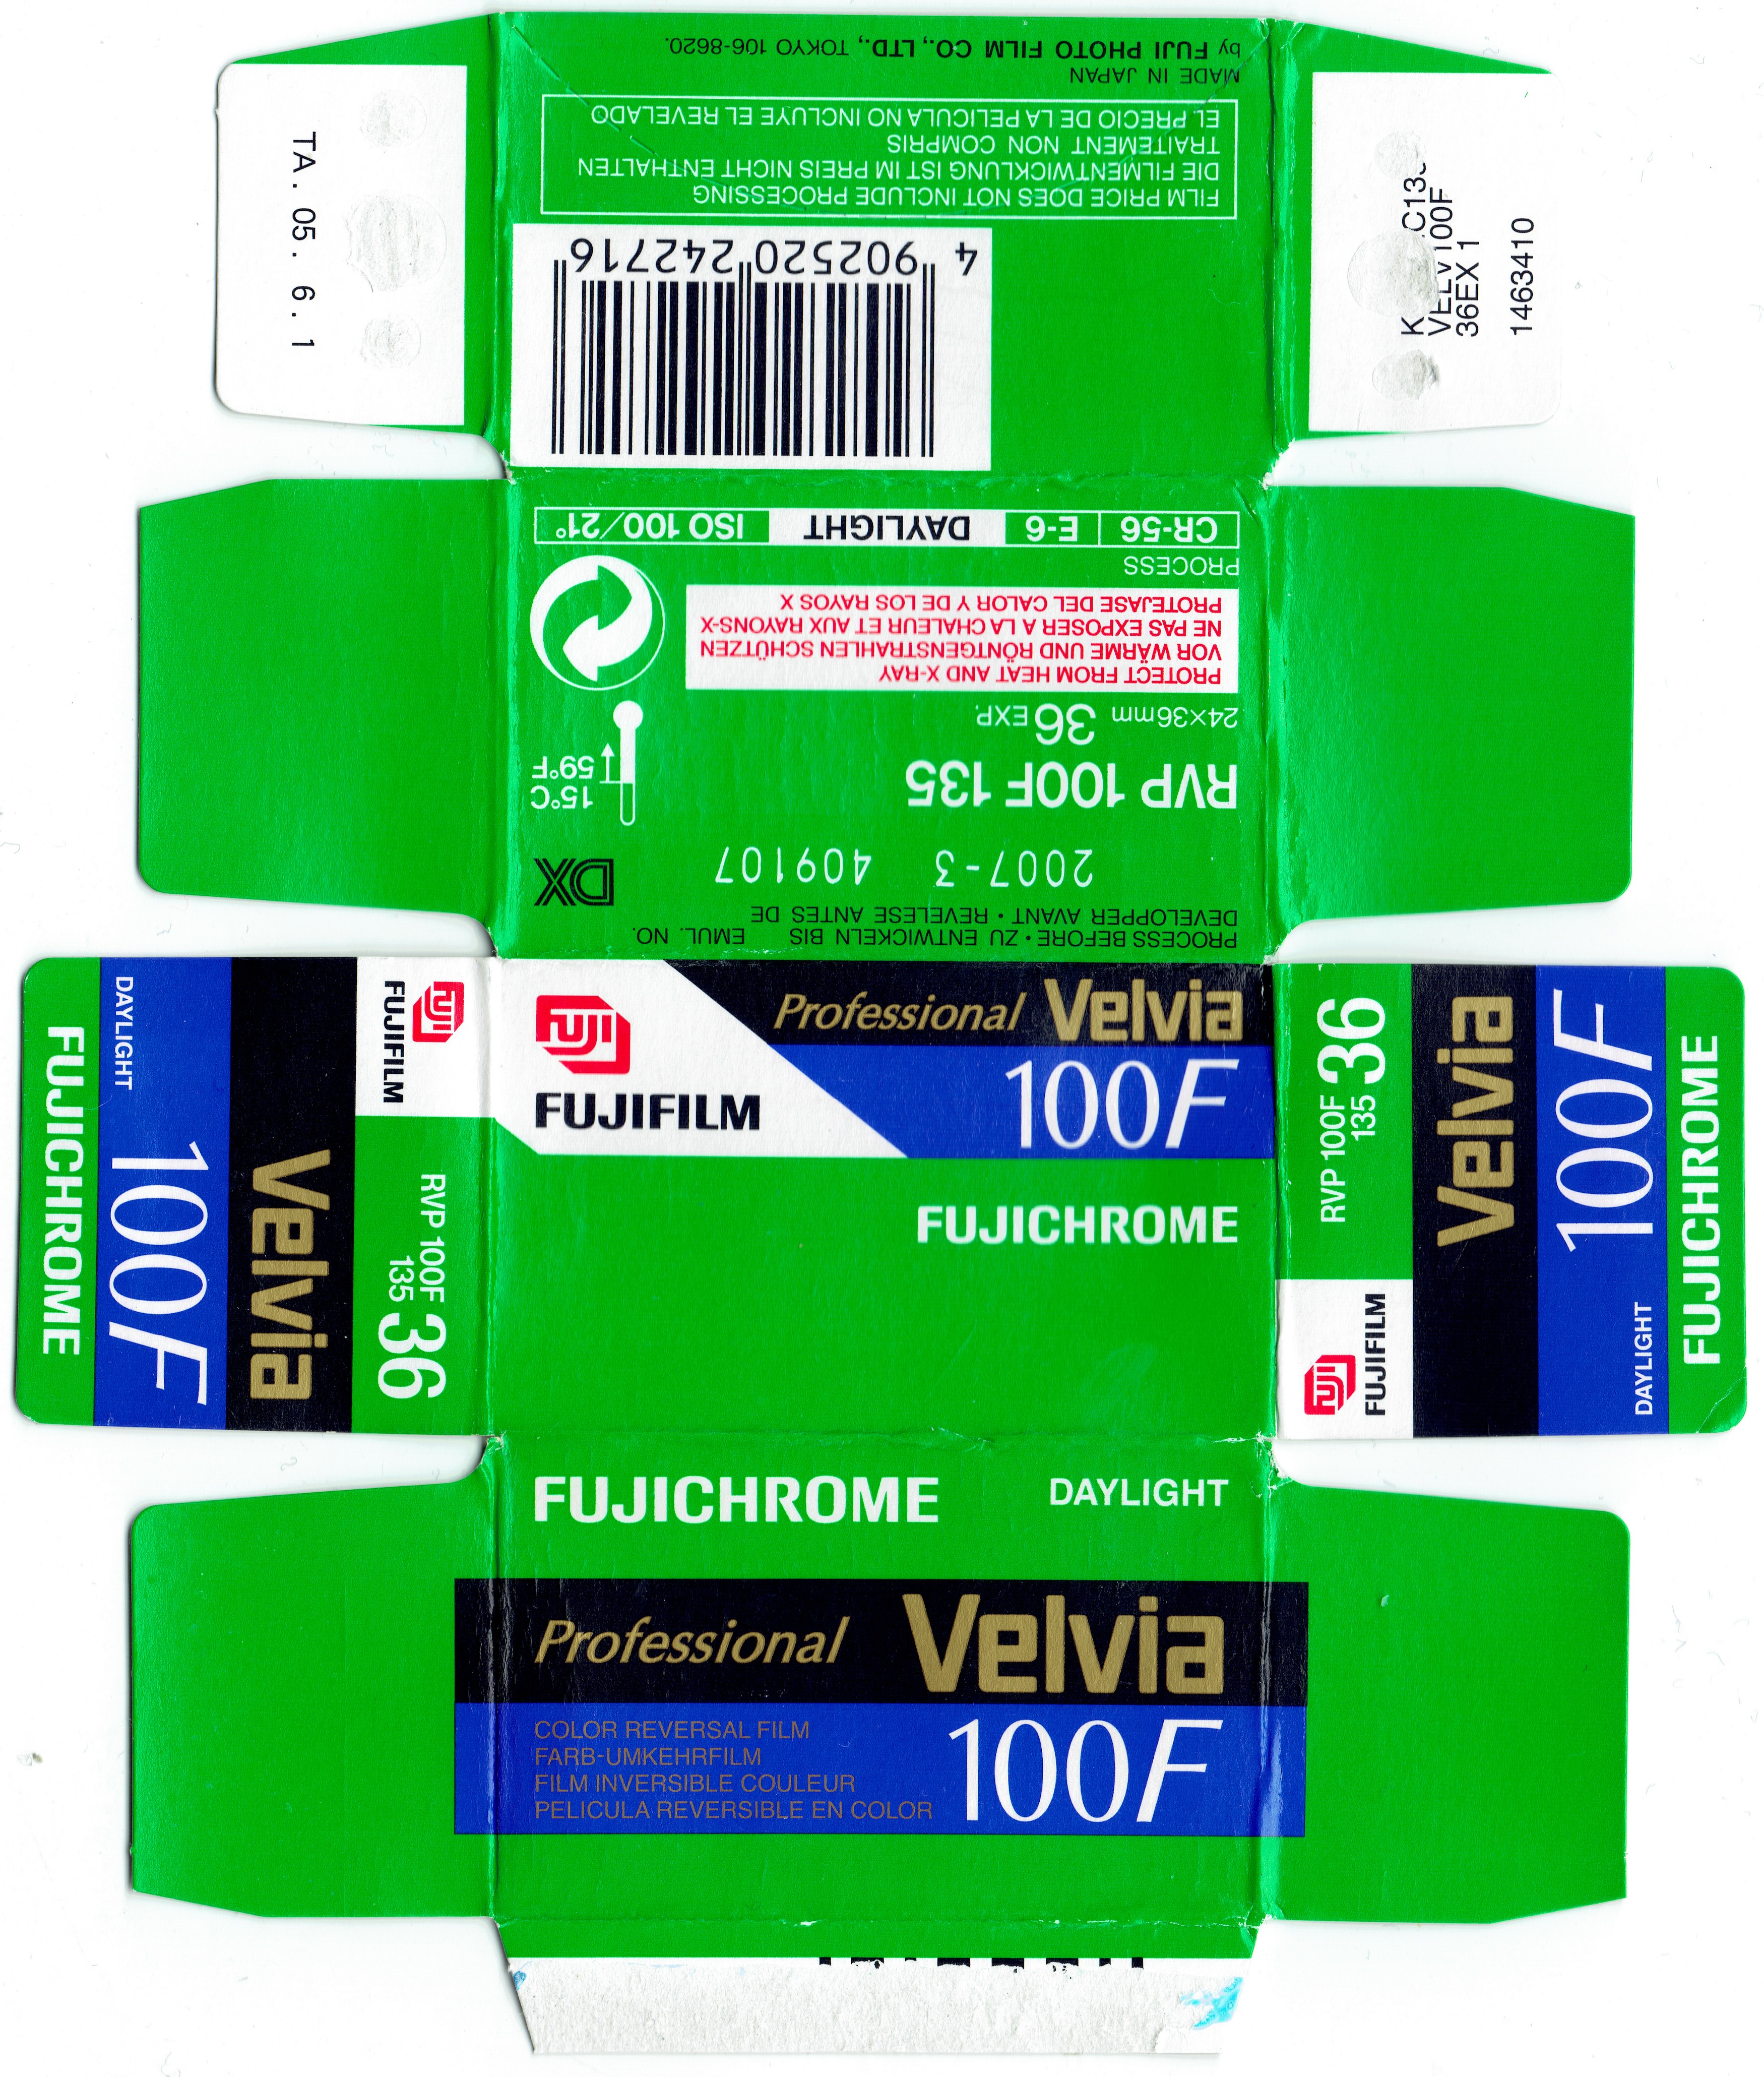 by FUJI PHOTO FILM CO., LTD., TOKYO 106-8620.
MADE IN JAPAN
EL PRECIO DE LA PELICULA NO INCLUYE EL REVELADO
TRAITEMENT NON COMPRIS
DIE FILMENTWICKLUNG IST IM PREIS NICHT ENTHALTEN
FILM PRICE DOES NOT INCLUDE PROCESSING
4 902520 242716
TA. 05. 6. 1
K
36EX 1
1463410
CR-56 E-6 DAYLIGHT ISO 100/21°
PROCESS
PROTEJASE DEL CALOR Y DE LOS RAYOS X
NE PAS EXPOSER A LA CHALEUR ET AUX RAYONS-X
VOR WÄRME UND RÖNTGENSTRAHLEN SCHÜTZEN
PROTECT FROM HEAT AND X-RAY
24×36mm 36 EXP.
RVP 100F 135
15°C
59°F
2007-3 409107
DX
DEVELOPPER AVANT • REVELESE ANTES DE
PROCESS BEFORE • ZU ENTWICKELN BIS EMUL. NO.
FUJI
FUJIFILM
RVP 100F
135
36
Velvia
DAYLIGHT
100F
FUJICHROME
Professional Velvia
100F
FUJI
FUJIFILM
FUJICHROME
RVP 100F
135
36
FUJI
FUJIFILM
Velvia
100F
DAYLIGHT
FUJICHROME
FUJICHROME DAYLIGHT
Professional Velvia
100F
COLOR REVERSAL FILM
FARB-UMKEHRFILM
FILM INVERSIBLE COULEUR
PELICULA REVERSIBLE EN COLOR